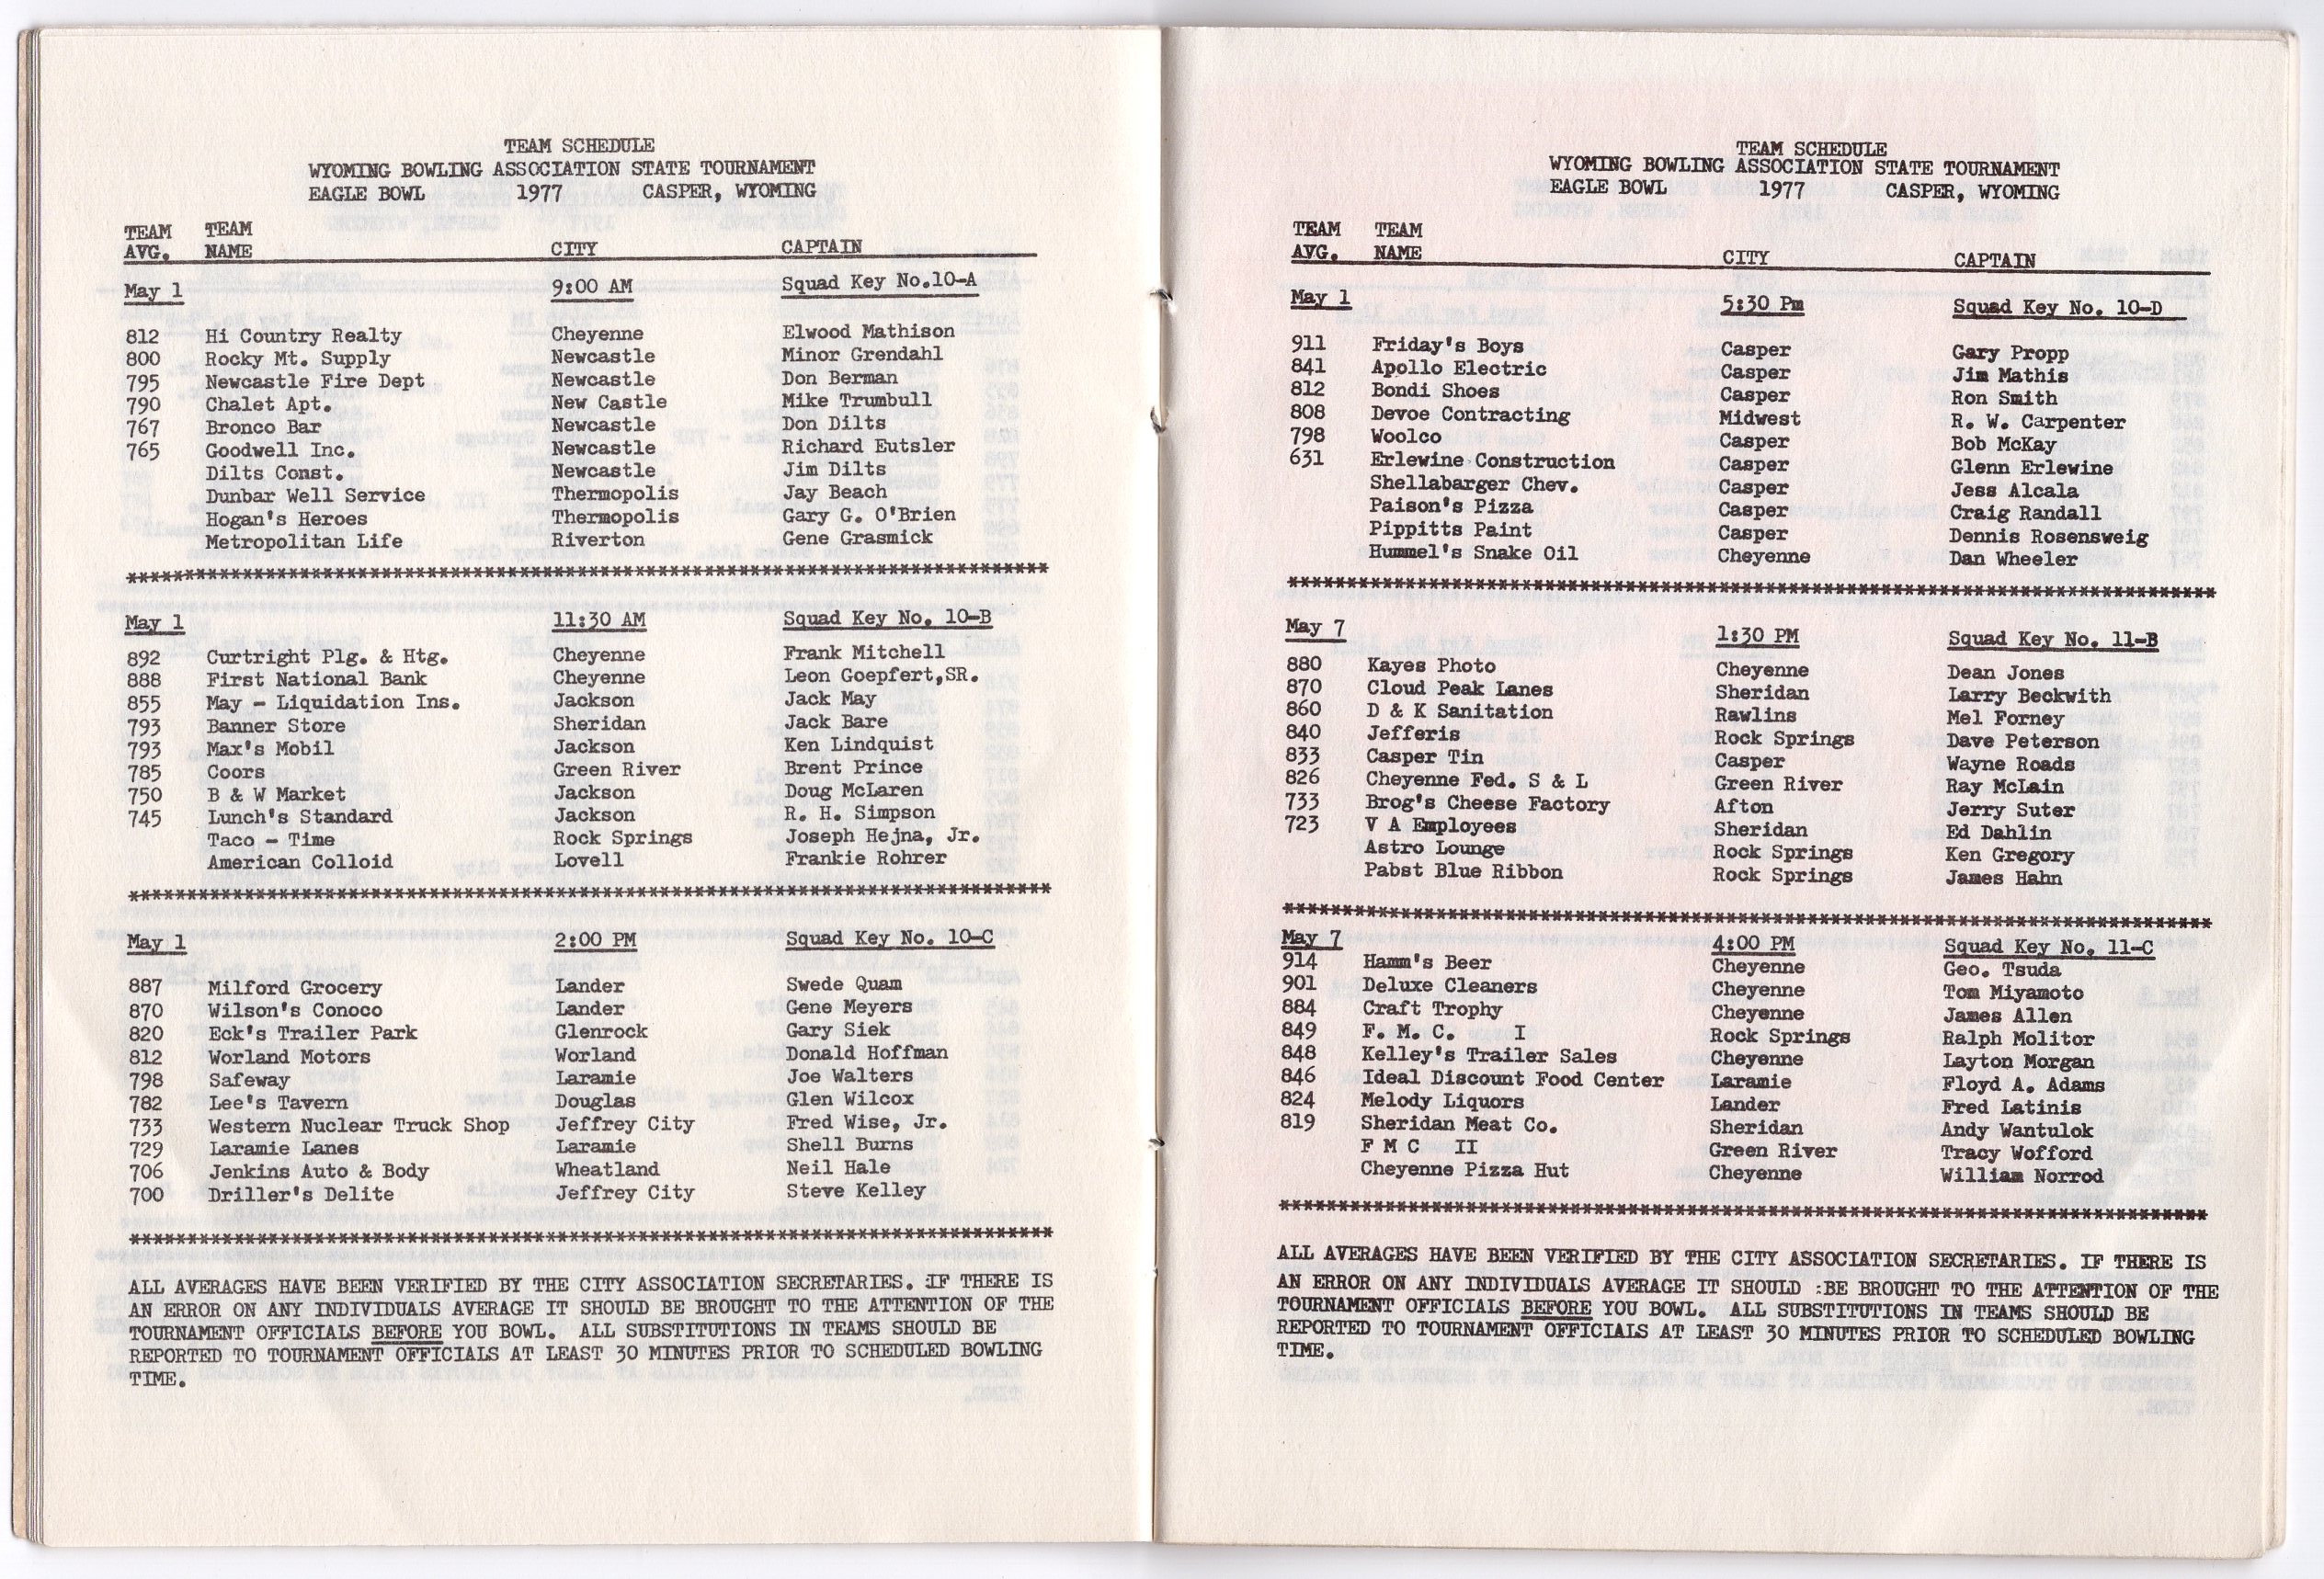 TEAM SCHEDULE
WYOMING BOWLING ASSOCIATION STATE TOURNAMENT
EAGLE BOWL 1977 CASPER, WYOMING
TEAM TEAM
AVG. NAME CITY CAPTAIN
May 1 9:00 AM Squad Key No.10-A
812 Hi Country Realty Cheyenne Elwood Mathison
800 Rocky Mt. Supply Newcastle Minor Grendahl
795 Newcastle Fire Dept Newcastle Don Berman
790 Chalet Apt. New Castle Mike Trumbull
767 Bronco Bar Newcastle Don Dilts
765 Goodwell Inc. Newcastle Richard Eutsler
Dilts Const. Newcastle Jim Dilts
Dunbar Well Service Thermopolis Jay Beach
Hogan's Heroes Thermopolis Gary G. O'Brien
Metropolitan Life Riverton Gene Grasmick
*******************************************************************************
May 1 11:30 AM Squad Key No. 10-B
892 Curtright Plg. & Htg. Cheyenne Frank Mitchell
888 First National Bank Cheyenne Leon Goepfert,SR.
855 May - Liquidation Ins. Jackson Jack May
793 Banner Store Sheridan Jack Bare
793 Max's Mobil Jackson Ken Lindquist
785 Coors Green River Brent Prince
750 B & W Market Jackson Doug McLaren
745 Lunch's Standard Jackson R. H. Simpson
Taco - Time Rock Springs Joseph Hejna, Jr.
American Colloid Lovell Frankie Rohrer
*******************************************************************************
May 1 2:00 PM Squad Key No. 10-C
887 Milford Grocery Lander Swede Quam
870 Wilson's Conoco Lander Gene Meyers
820 Eck's Trailer Park Glenrock Gary Siek
812 Worland Motors Worland Donald Hoffman
798 Safeway Laramie Joe Walters
782 Lee's Tavern Douglas Glen Wilcox
733 Western Nuclear Truck Shop Jeffrey City Fred Wise, Jr.
729 Laramie Lanes Laramie Shell Burns
706 Jenkins Auto & Body Wheatland Neil Hale
700 Driller's Delite Jeffrey City Steve Kelley
*******************************************************************************
ALL AVERAGES HAVE BEEN VERIFIED BY THE CITY ASSOCIATION SECRETARIES. IF THERE IS
AN ERROR ON ANY INDIVIDUALS AVERAGE IT SHOULD BE BROUGHT TO THE ATTENTION OF THE
TOURNAMENT OFFICIALS BEFORE YOU BOWL. ALL SUBSTITUTIONS IN TEAMS SHOULD BE
REPORTED TO TOURNAMENT OFFICIALS AT LEAST 30 MINUTES PRIOR TO SCHEDULED BOWLING
TIME.
TEAM SCHEDULE
WYOMING BOWLING ASSOCIATION STATE TOURNAMENT
EAGLE BOWL 1977 CASPER, WYOMING
TEAM TEAM
AVG. NAME CITY CAPTAIN
May 1 5:30 Pm Squad Key No. 10-D
911 Friday's Boys Casper Gary Propp
841 Apollo Electric Casper Jim Mathis
812 Bondi Shoes Casper Ron Smith
808 Devoe Contracting Midwest R. W. Carpenter
798 Woolco Casper Bob McKay
631 Erlewine Construction Casper Glenn Erlewine
Shellabarger Chev. Casper Jess Alcala
Paison's Pizza Casper Craig Randall
Pippitts Paint Casper Dennis Rosensweig
Hummel's Snake Oil Cheyenne Dan Wheeler
*******************************************************************************
May 7 1:30 PM Squad Key No. 11-B
880 Kayes Photo Cheyenne Dean Jones
870 Cloud Peak Lanes Sheridan Larry Beckwith
860 D & K Sanitation Rawlins Mel Forney
840 Jefferis Rock Springs Dave Peterson
833 Casper Tin Casper Wayne Roads
826 Cheyenne Fed. S & L Green River Ray McLain
733 Brog's Cheese Factory Afton Jerry Suter
723 V A Employees Sheridan Ed Dahlin
Astro Lounge Rock Springs Ken Gregory
Pabst Blue Ribbon Rock Springs James Hahn
*******************************************************************************
May 7 4:00 PM Squad Key No. 11-C
914 Hamm's Beer Cheyenne Geo. Tsuda
901 Deluxe Cleaners Cheyenne Tom Miyamoto
884 Craft Trophy Cheyenne James Allen
849 F. M. C. I Rock Springs Ralph Molitor
848 Kelley's Trailer Sales Cheyenne Layton Morgan
846 Ideal Discount Food Center Laramie Floyd A. Adams
824 Melody Liquors Lander Fred Latinis
819 Sheridan Meat Co. Sheridan Andy Wantulok
F M C II Green River Tracy Wofford
Cheyenne Pizza Hut Cheyenne William Norrod
*******************************************************************************
ALL AVERAGES HAVE BEEN VERIFIED BY THE CITY ASSOCIATION SECRETARIES. IF THERE IS
AN ERROR ON ANY INDIVIDUALS AVERAGE IT SHOULD :BE BROUGHT TO THE ATTENTION OF THE
TOURNAMENT OFFICIALS BEFORE YOU BOWL. ALL SUBSTITUTIONS IN TEAMS SHOULD BE
REPORTED TO TOURNAMENT OFFICIALS AT LEAST 30 MINUTES PRIOR TO SCHEDULED BOWLING
TIME.